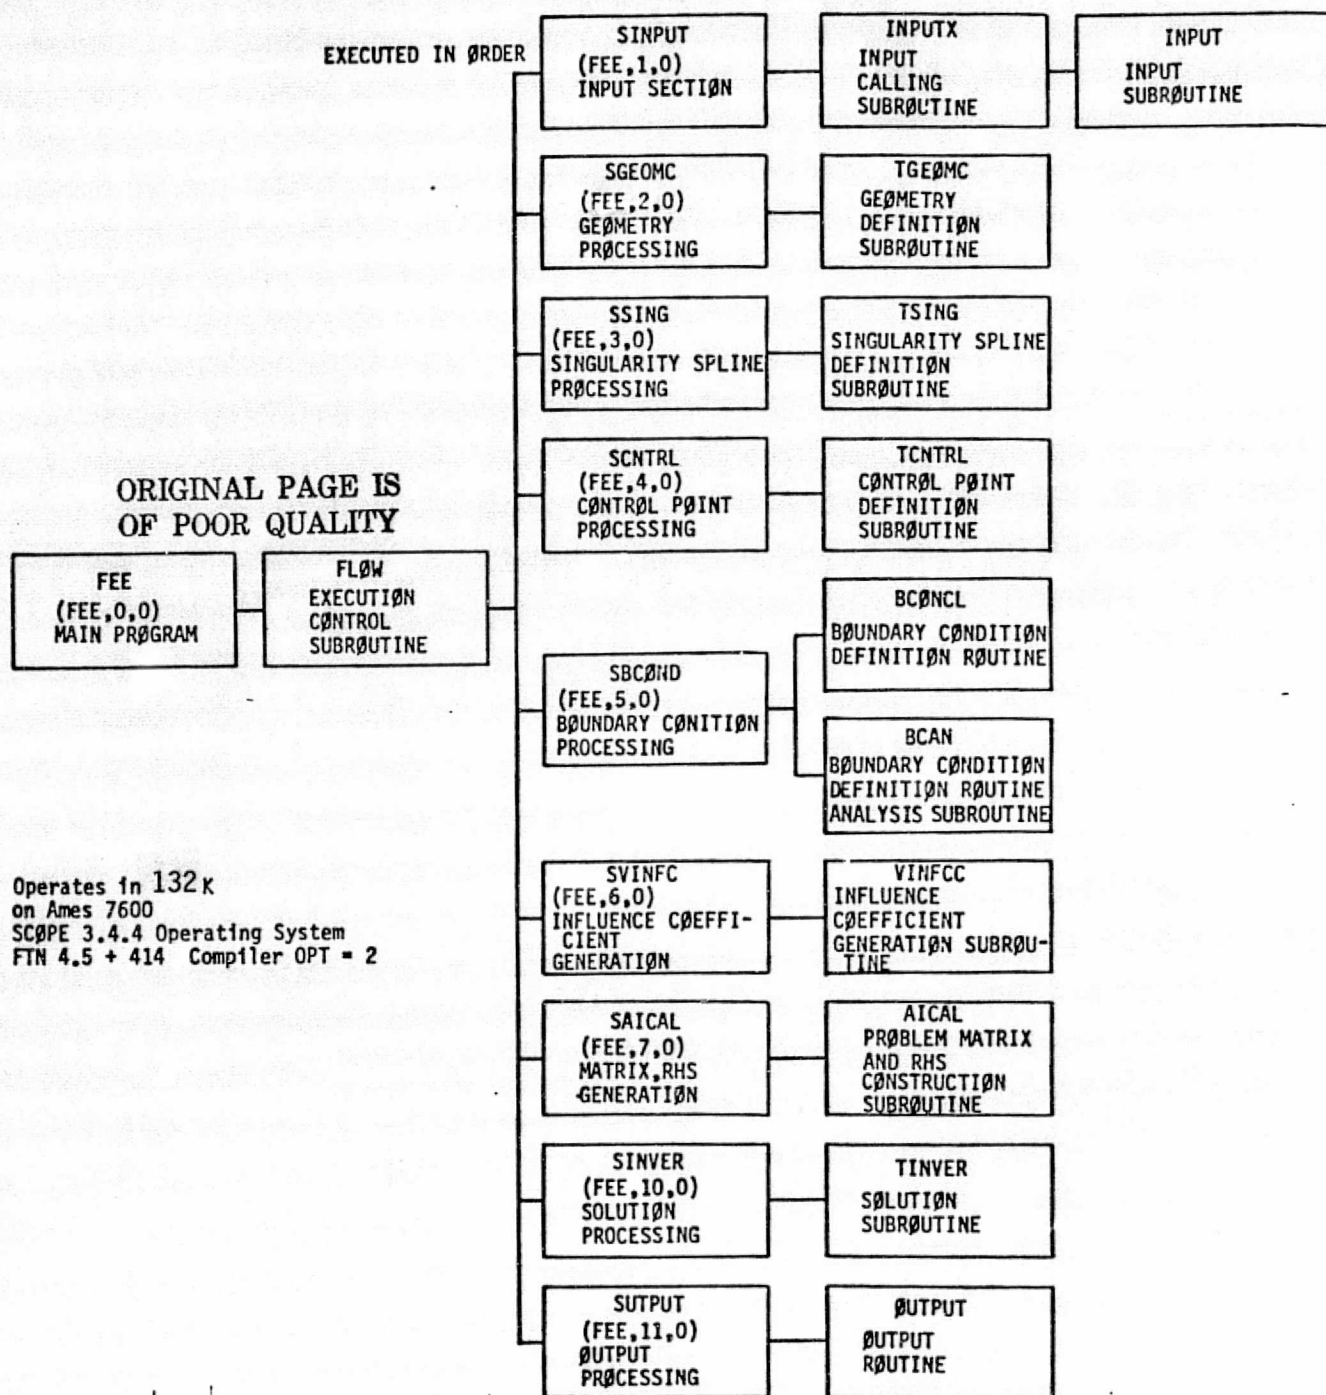 EXECUTED IN ØRDER
SINPUT
(FEE,1,0)
INPUT SECTIØN
INPUTX
INPUT
CALLING
SUBRØUTINE
INPUT
INPUT
SUBRØUTINE
SGEOMC
(FEE,2,0)
GEØMETRY
PRØCESSING
TGEØMC
GEØMETRY
DEFINITIØN
SUBRØUTINE
SSING
(FEE,3,0)
SINGULARITY SPLINE
PRØCESSING
TSING
SINGULARITY SPLINE
DEFINITIØN
SUBRØUTINE
SCNTRL
(FEE,4,0)
CØNTRØL PØINT
PRØCESSING
TCNTRL
CØNTRØL PØINT
DEFINITIØN
SUBRØUTINE
ORIGINAL PAGE IS
OF POOR QUALITY
FEE
(FEE,0,0)
MAIN PRØGRAM
FLØW
EXECUTIØN
CØNTRØL
SUBRØUTINE
SBCØND
(FEE,5,0)
BØUNDARY CØNITIØN
PRØCESSING
BCØNCL
BØUNDARY CØNDITIØN
DEFINITIØN RØUTINE
BCAN
BØUNDARY CØNDITIØN
DEFINITIØN RØUTINE
ANALYSIS SUBROUTINE
Operates in 132K
on Ames 7600
SCØPE 3.4.4 Operating System
FTN 4.5 + 414 Compiler OPT = 2
SVINFC
(FEE,6,0)
INFLUENCE CØEFFI-
CIENT
GENERATIØN
VINFCC
INFLUENCE
CØEFFICIENT
GENERATIØN SUBRØU-
TINE
SAICAL
(FEE,7,0)
MATRIX,RHS
GENERATIØN
AICAL
PRØBLEM MATRIX
AND RHS
CØNSTRUCTIØN
SUBRØUTINE
SINVER
(FEE,10,0)
SOLUTIØN
PROCESSING
TINVER
SØLUTIØN
SUBRØUTINE
SUTPUT
(FEE,11,0)
ØUTPUT
PRØCESSING
ØUTPUT
ØUTPUT
RØUTINE